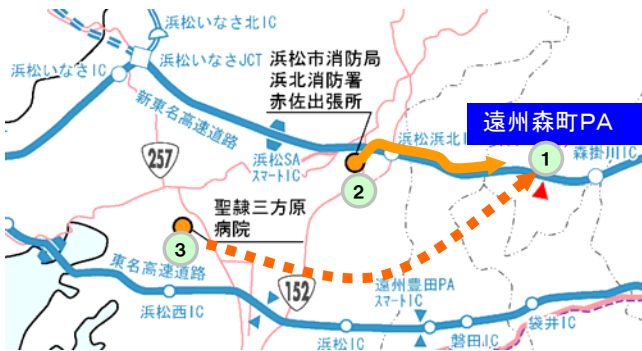 浜松いなさ北IC
浜松いなさJCT
浜松いなさIC
新東名高速道路
浜松市消防局
浜北消防署
赤佐出張所
遠州森町PA
浜松浜北I
1
森掛川IC
浜松SA
スマートIC
257
2
聖隷三方原
病院
3
東名高速道路
152
遠州豊田PA
スマートIC
浜松西IC
浜松IC
磐田IC
袋井IC